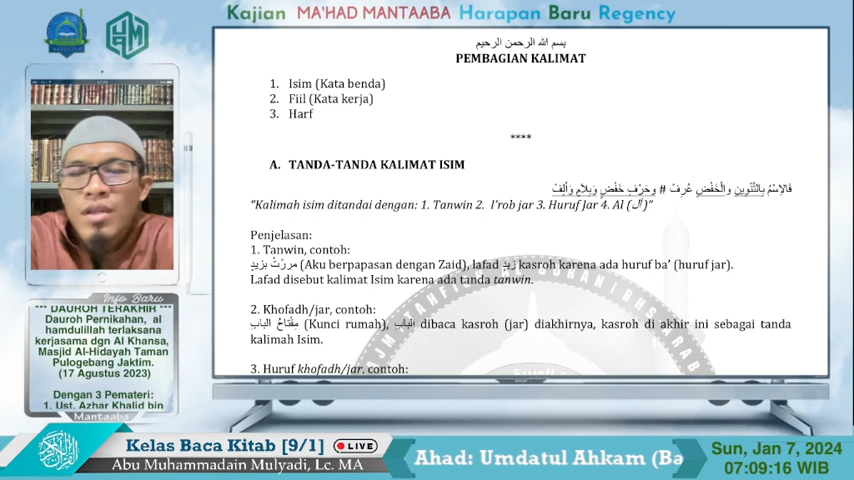 Kajian MA'HAD MANTAABA Harapan Baru Regency
بسم الله الرحمن الرحيم
PEMBAGIAN KALIMAT
1. Isim (Kata benda)
2. Fiil (Kata kerja)
3. Harf
****
A. TANDA-TANDA KALIMAT ISIM
فَالِاسْمُ بِالتَّنْوِينِ والْخَفْضِ عُرِفْ # وحَرْفِ خَفْضٍ وَبِلَامٍ وَأَلِفْ
"Kalimah isim ditandai dengan: 1. Tanwin 2. I'rob jar 3. Huruf Jar 4. Al (أل)"
Penjelasan:
1. Tanwin, contoh:
مررْتُ بزيدٍ (Aku berpapasan dengan Zaid), lafad زيدٍ kasroh karena ada huruf ba' (huruf jar).
Lafad disebut kalimat Isim karena ada tanda tanwin.
2. Khofadh/jar, contoh:
مِفْتَاحُ البابِ (Kunci rumah), البابِ dibaca kasroh (jar) diakhirnya, kasroh di akhir ini sebagai tanda
kalimah Isim.
3. Huruf khofadh/jar, contoh:
Info Baru
--- DAUROH TERAKHIR ---
Dauroh Pernikahan, al
hamdulillah terlaksana
kerjasama dgn Al Khansa,
Masjid Al-Hidayah Taman
Pulogebang Jaktim.
(17 Agustus 2023)
Dengan 3 Pemateri:
1. Ust. Azhar Khalid bin
Mantaaba
Kelas Baca Kitab [9/1] LIVE
Abu Muhammadain Mulyadi, Lc. MA
Ahad: Umdatul Ahkam (Ba
Sun, Jan 7, 2024
07:09:16 WIB